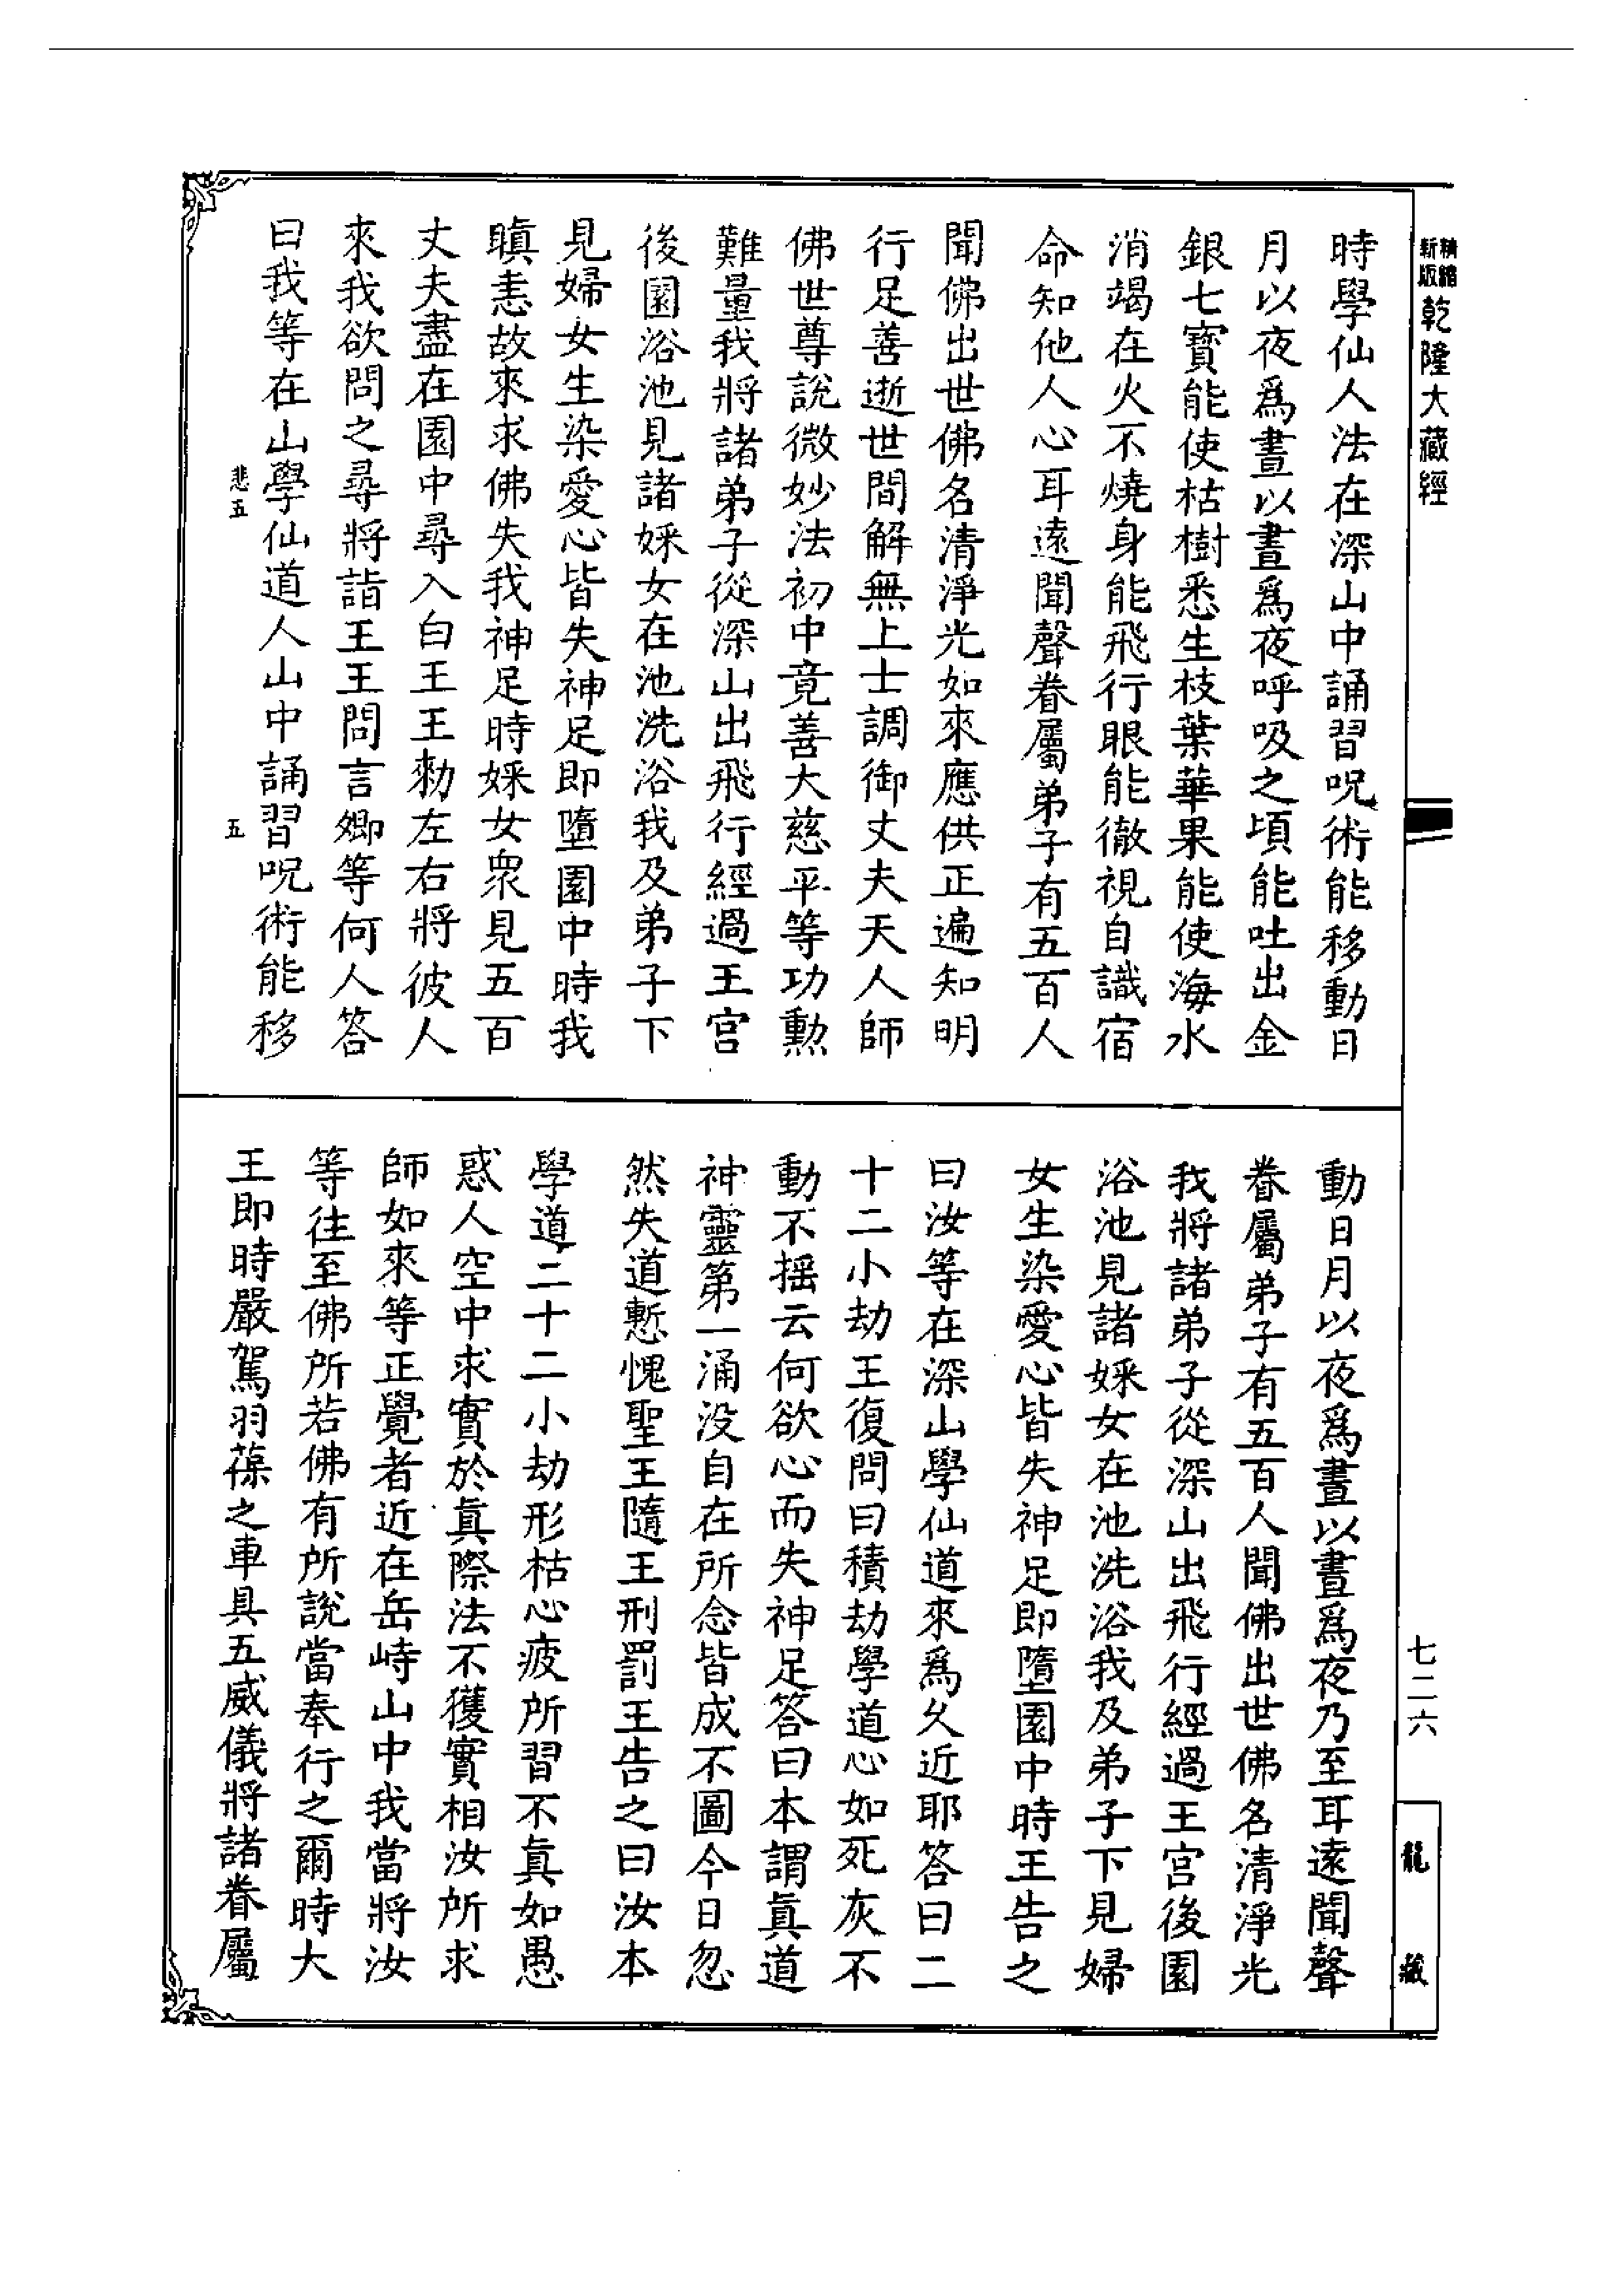 精縮
新版
乾隆大藏經
時學仙人法在深山中誦習呪術能移動日
月以夜爲晝以晝爲夜呼吸之頃能吐出金
銀七寳能使枯樹悉生枝葉華果能使海水
消竭在火不燒身能飛行眼能徹視自識宿
命知他人心耳遠聞聲眷屬弟子有五百人
聞佛出世佛名清淨光如來應供正遍知明
行足善逝世間解無上士調御丈夫天人師
佛世尊說微妙法初中竟善大慈平等功勲
難量我將諸弟子從深山出飛行經過王宮
後園浴池見諸婇女在池洗浴我及弟子下
見婦女生染愛心皆失神足即墮園中時我
瞋恚故來求佛失我神足時婇女衆見五百
丈夫盡在園中尋入白王王勑左右將彼人
來我欲問之尋將詣王王問言卿等何人答
曰我等在山學仙道人山中誦習呪術能移
悲五
五
動日月以夜爲晝以晝爲夜乃至耳遠聞聲
眷屬弟子有五百人聞佛出世佛名清淨光
我將諸弟子從深山出飛行經過王宮後園
浴池見諸婇女在池洗浴我及弟子下見婦
女生染愛心皆失神足即墮園中時王告之
曰汝等在深山學仙道來爲久近耶答曰二
十二小劫王復問曰積劫學道心如死灰不
動不摇云何欲心而失神足答曰本謂真道
神靈第一涌没自在所念皆成不圖今日忽
然失道慙愧聖王隨王刑罰王告之曰汝本
學道二十二小劫形枯心疲所習不真如愚
惑人空中求實於真際法不獲實相汝所求
師如來等正覺者近在岳峙山中我當將汝
等往至佛所若佛有所說當奉行之爾時大
王即時嚴駕羽葆之車具五威儀將諸眷屬
七二六
龍藏